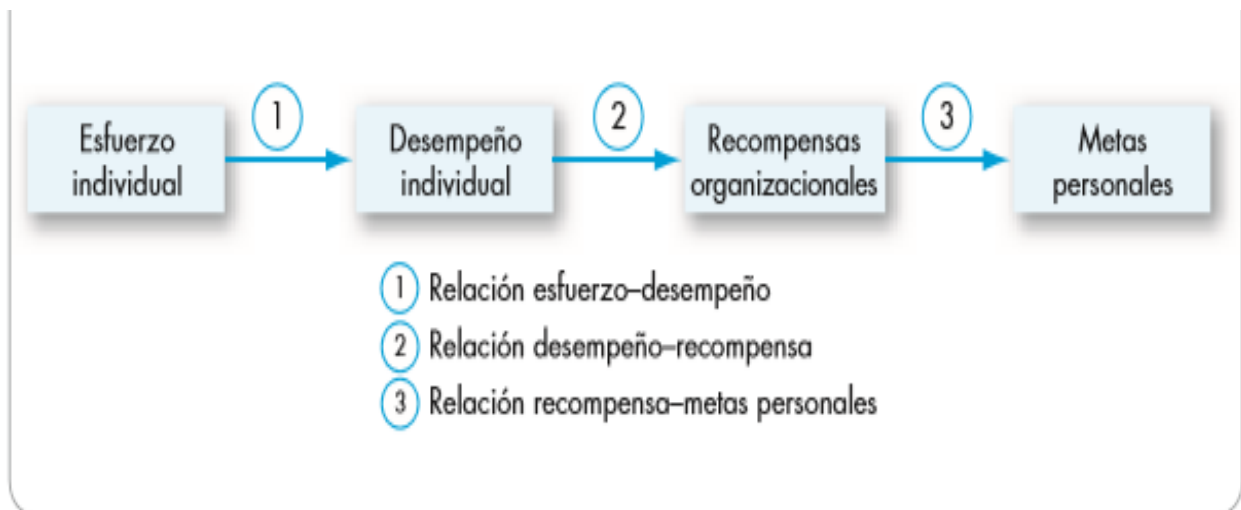 1
2
3
Esfuerzo
individual
Desempeño
individual
Recompensas
organizacionales
Metas
personales
1 Relación esfuerzo–desempeño
2 Relación desempeño–recompensa
3 Relación recompensa–metas personales